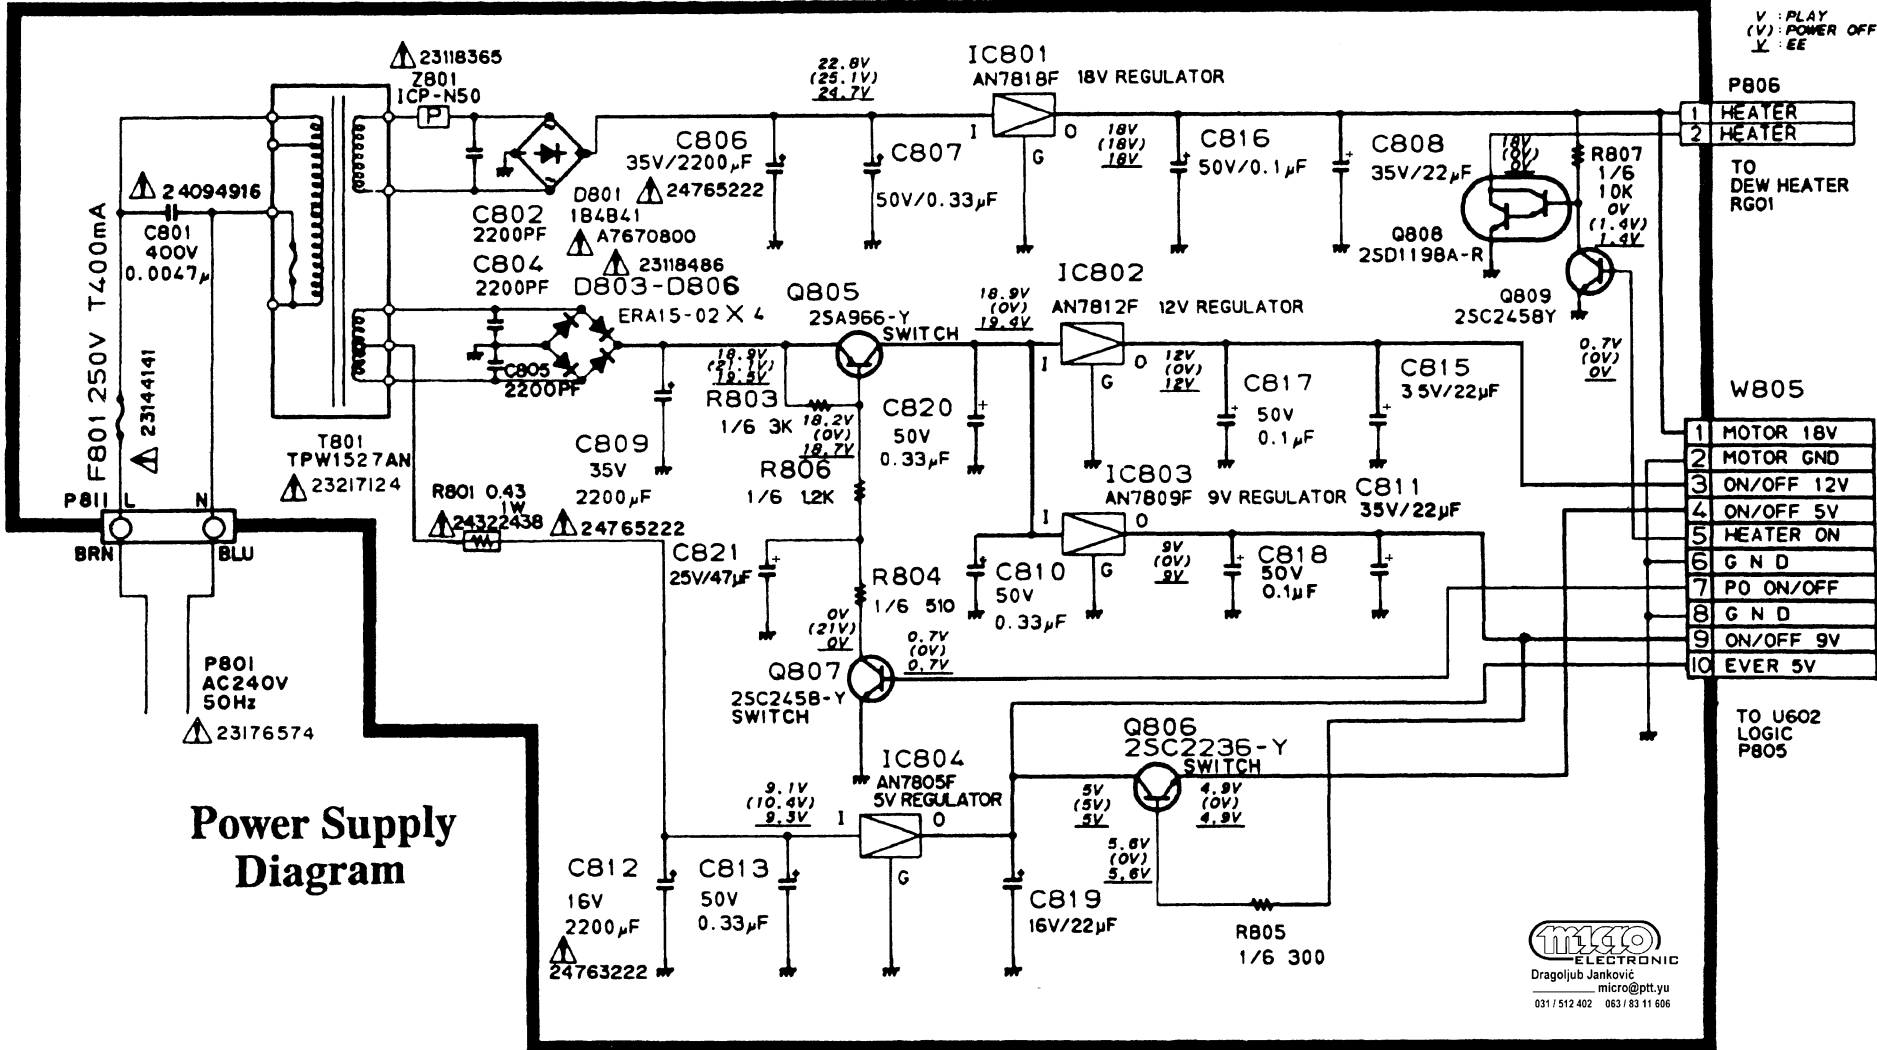 V : PLAY
(V) : POWER OFF
V : EE
23118365
Z801
ICP-N50
P
22.8V
(25.1V)
24.7V
IC801
AN7818F 18V REGULATOR
I
O
G
18V
(18V)
18V
C806
35V/2200μF
24765222
C807
50V/0.33μF
C816
50V/0.1μF
C808
35V/22μF
18V
(0V)
0V
R807
1/6
10K
0V
(1.4V)
1.4V
P806
1 HEATER
2 HEATER
TO
DEW HEATER
RG01
24094916
C801
400V
0.0047μ
F801 250V T400mA
23144141
C802
2200PF
D801
1B4B41
A7670800
C804
2200PF
23118486
D803-D806
ERA15-02 X 4
C805
2200PF
Q808
2SD1198A-R
Q809
2SC2458Y
0.7V
(0V)
0V
Q805
2SA966-Y
SWITCH
18.9V
(21.1V)
19.5V
18.9V
(0V)
19.4V
IC802
AN7812F 12V REGULATOR
I
O
G
12V
(0V)
12V
C817
50V
0.1μF
C815
35V/22μF
R803
1/6 3K
18.2V
(0V)
18.7V
C820
50V
0.33μF
C809
35V
2200μF
24765222
R806
1/6 1.2K
IC803
AN7809F 9V REGULATOR
I
O
G
9V
(0V)
9V
C811
35V/22μF
C818
50V
0.1μF
C810
50V
0.33μF
T801
TPW1527AN
23217124
R801 0.43
1W
24322438
P811 L
N
BRN
BLU
P801
AC240V
50Hz
23176574
C821
25V/47μF
R804
1/6 510
0V
(21V)
0V
Q807
2SC2458-Y
SWITCH
0.7V
(0V)
0.7V
W805
1 MOTOR 18V
2 MOTOR GND
3 ON/OFF 12V
4 ON/OFF 5V
5 HEATER ON
6 G N D
7 PO ON/OFF
8 G N D
9 ON/OFF 9V
10 EVER 5V
TO U602
LOGIC
P805
IC804
AN7805F
5V REGULATOR
I
O
G
9.1V
(10.4V)
9.3V
Q806
2SC2236-Y
SWITCH
5V
(5V)
5V
4.9V
(0V)
4.9V
5.6V
(0V)
5.6V
C812
16V
2200μF
24763222
C813
50V
0.33μF
C819
16V/22μF
R805
1/6 300
Power Supply
Diagram
micro
ELECTRONIC
Dragoljub Janković
micro@ptt.yu
031 / 512 402 063 / 83 11 606